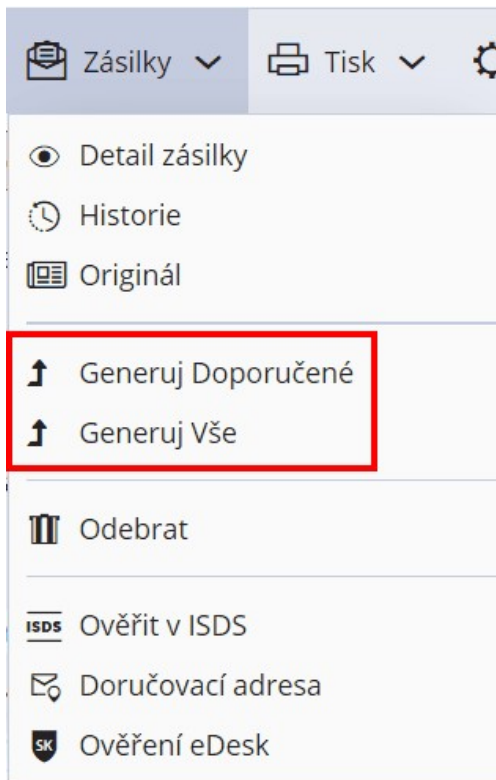 Zásilky Tisk
Detail zásilky
Historie
Originál
Generuj Doporučené
Generuj Vše
Odebrat
ISDS Ověřit v ISDS
Doručovací adresa
SK Ověření eDesk